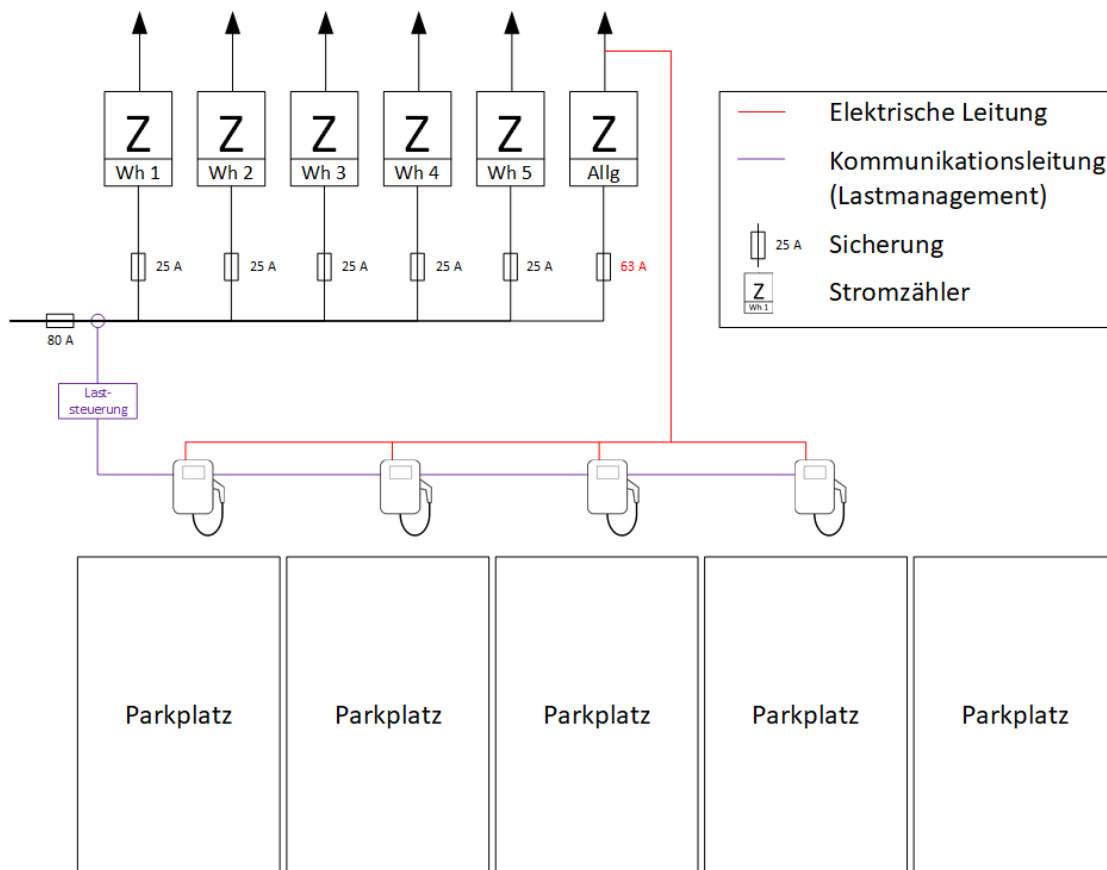 Z
Wh 1
Z
Wh 2
Z
Wh 3
Z
Wh 4
Z
Wh 5
Z
Allg
25 A
25 A
25 A
25 A
25 A
63 A
80 A
Last-
steuerung
Elektrische Leitung
Kommunikationsleitung
(Lastmanagement)
25 A
Sicherung
Z
Wh 1
Stromzähler
Parkplatz
Parkplatz
Parkplatz
Parkplatz
Parkplatz